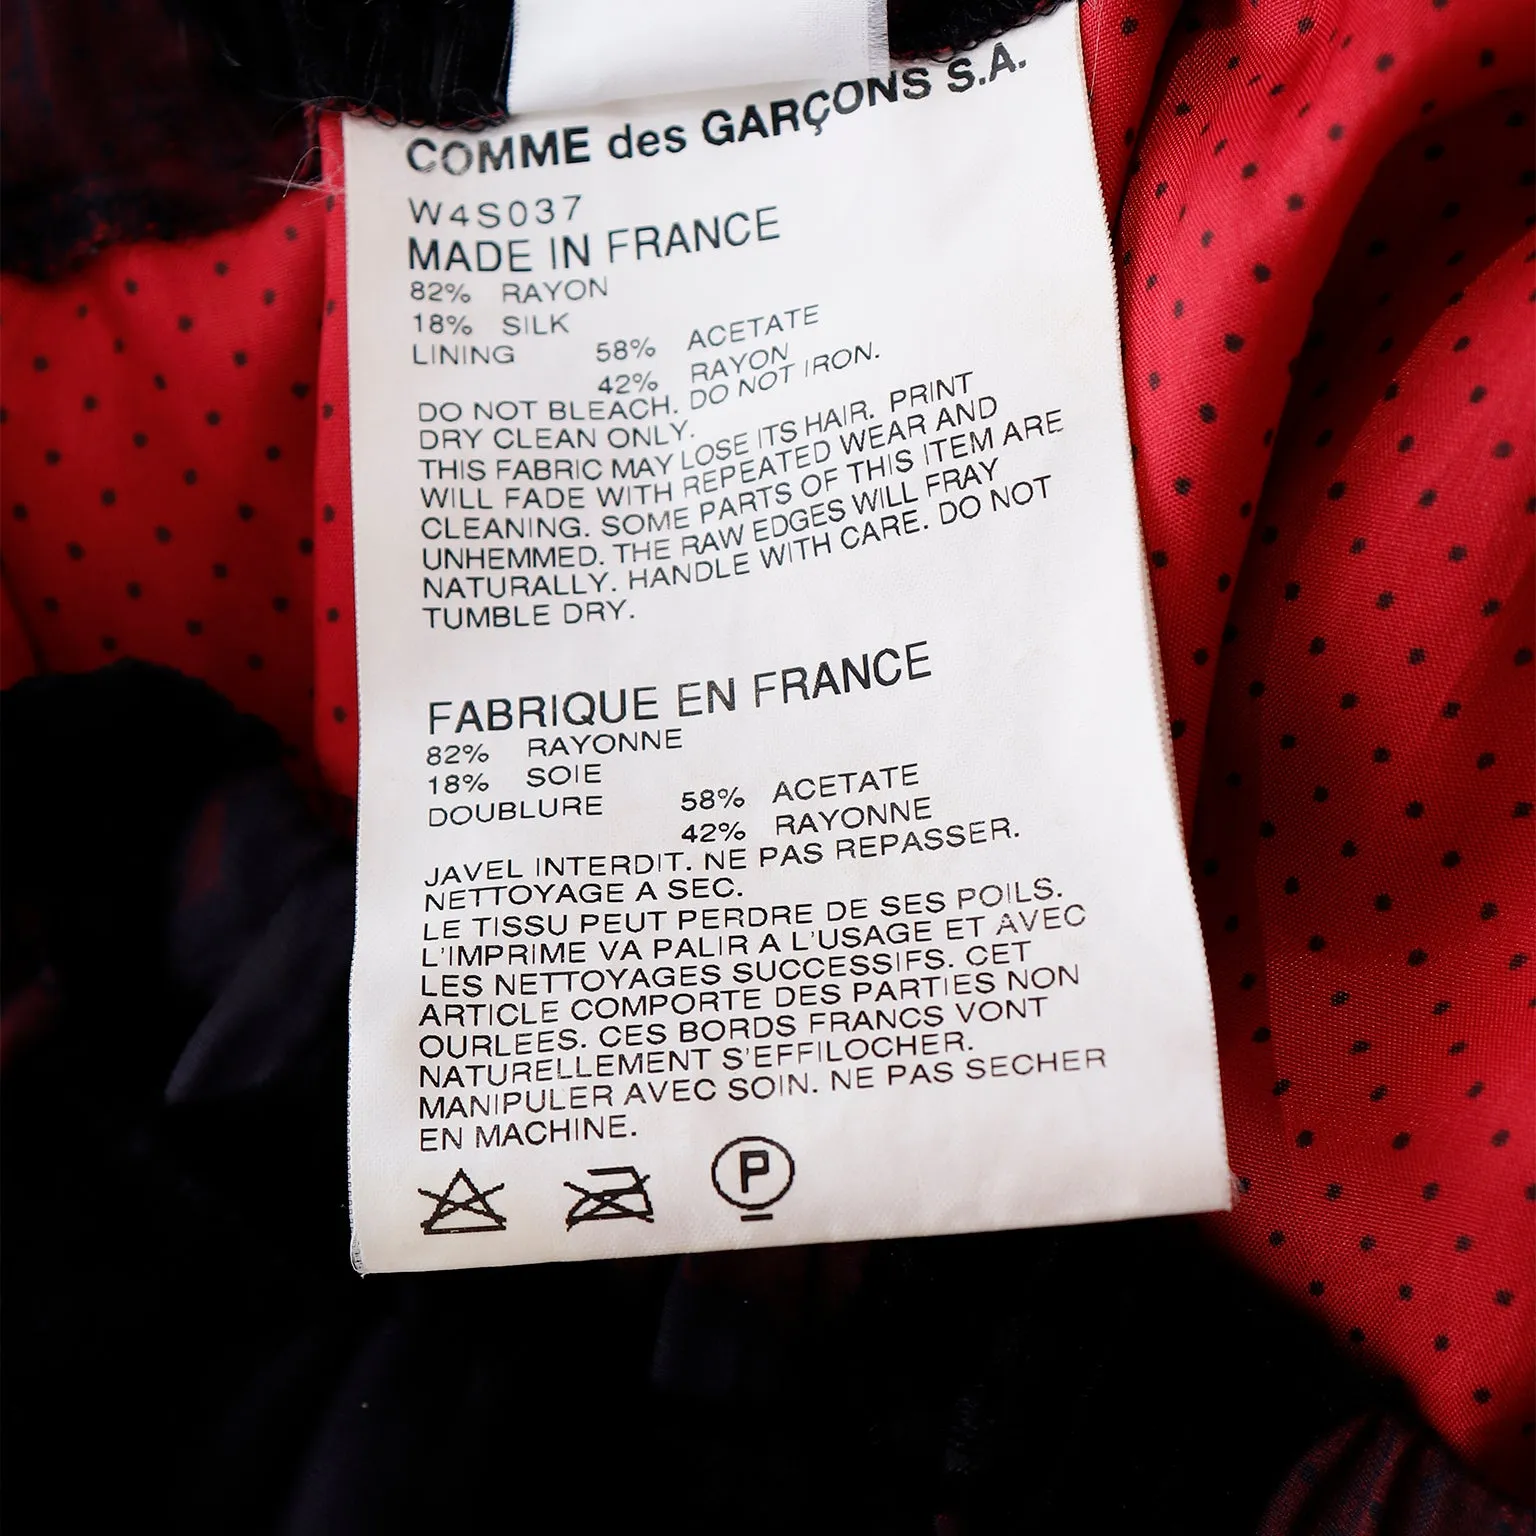 COMME des GARÇONS S.A.
W4S037
MADE IN FRANCE
82% RAYON
18% SILK
LINING 58% ACETATE
42% RAYON
DO NOT BLEACH. DO NOT IRON.
DRY CLEAN ONLY.
THIS FABRIC MAY LOSE ITS HAIR. PRINT
WILL FADE WITH REPEATED WEAR AND
CLEANING. SOME PARTS OF THIS ITEM ARE
UNHEMMED. THE RAW EDGES WILL FRAY
NATURALLY. HANDLE WITH CARE. DO NOT
TUMBLE DRY.
FABRIQUE EN FRANCE
82% RAYONNE
18% SOIE
DOUBLURE 58% ACETATE
42% RAYONNE
JAVEL INTERDIT. NE PAS REPASSER.
NETTOYAGE A SEC.
LE TISSU PEUT PERDRE DE SES POILS.
L'IMPRIME VA PALIR A L'USAGE ET AVEC
LES NETTOYAGES SUCCESSIFS. CET
ARTICLE COMPORTE DES PARTIES NON
OURLEES. CES BORDS FRANCS VONT
NATURELLEMENT S'EFFILOCHER.
MANIPULER AVEC SOIN. NE PAS SECHER
EN MACHINE.
P